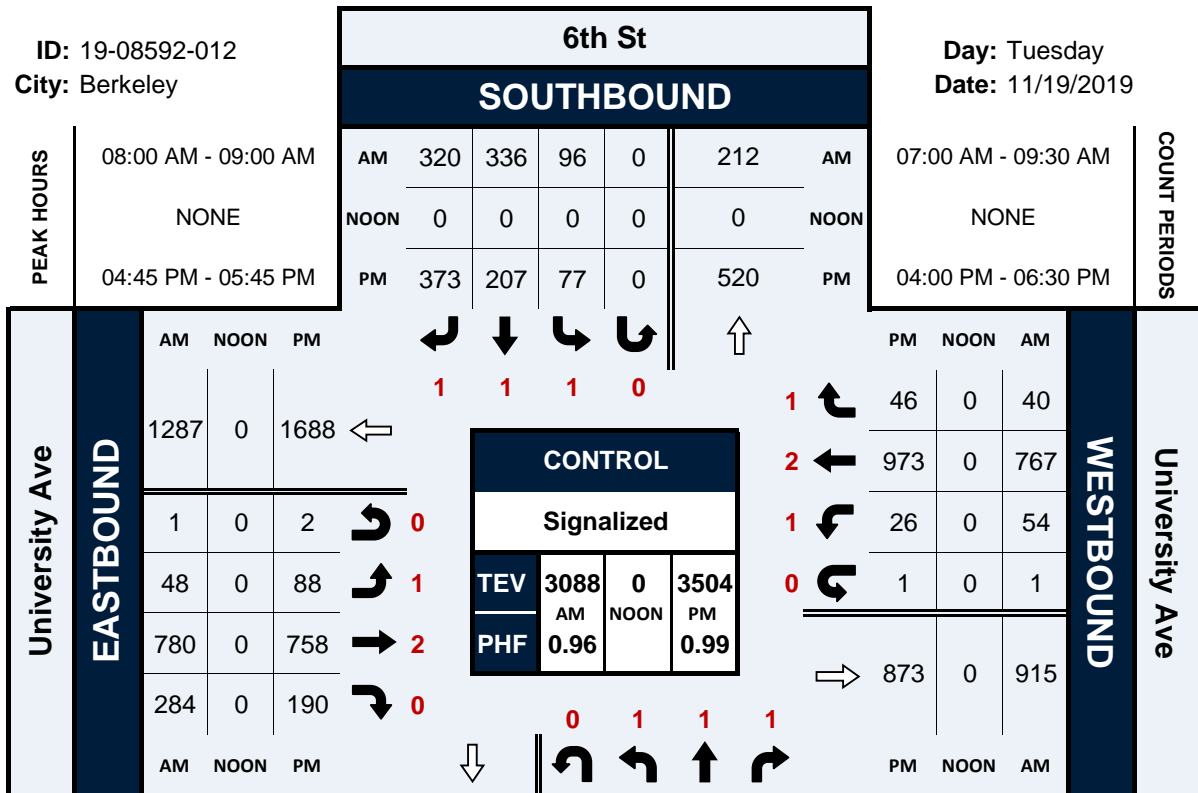 6th St
ID: 19-08592-012
Day: Tuesday
City: Berkeley
Date: 11/19/2019
SOUTHBOUND
PEAK HOURS
08:00 AM - 09:00 AM
NONE
04:45 PM - 05:45 PM
AM 320 336 96 0 212 AM
NOON 0 0 0 0 0 NOON
PM 373 207 77 0 520 PM
1 1 1 0
07:00 AM - 09:30 AM
NONE
04:00 PM - 06:30 PM
COUNT PERIODS
University Ave
EASTBOUND
AM NOON PM
1287 0 1688
1 0 2 0
48 0 88 1
780 0 758 2
284 0 190 0
AM NOON PM
CONTROL
Signalized
TEV 3088 0 3504
AM NOON PM
PHF 0.96 0.99
PM NOON AM
1 46 0 40
2 973 0 767
1 26 0 54
0 1 0 1
873 0 915
PM NOON AM
WESTBOUND
University Ave
0 1 1 1